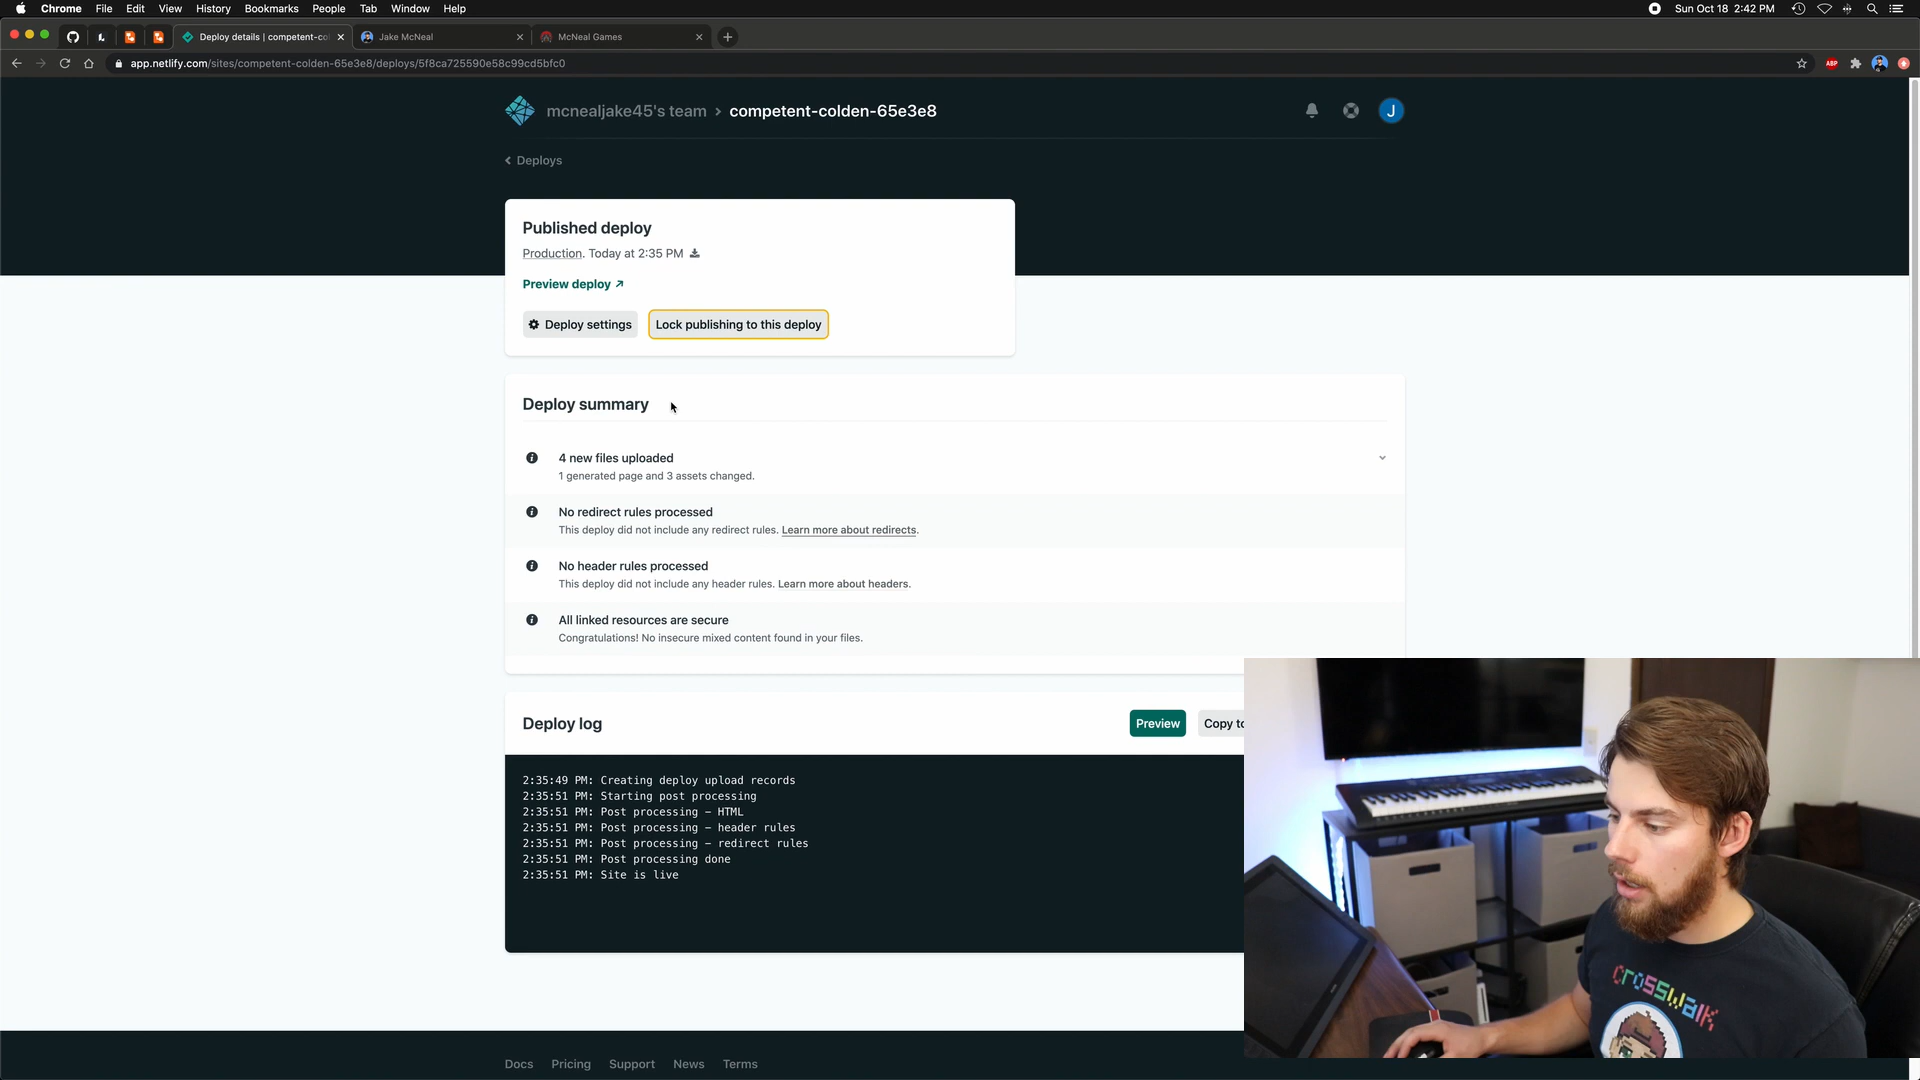 Chrome File Edit View History Bookmarks People Tab Window Help
Sun Oct 18 2:42 PM
Deploy details | competent-co
Jake McNeal
McNeal Games
app.netlify.com/sites/competent-colden-65e3e8/deploys/5f8ca725590e58c99cd5bfc0
ABP
mcnealjake45's team > competent-colden-65e3e8
J
Deploys
Published deploy
Production. Today at 2:35 PM
Preview deploy
Deploy settings
Lock publishing to this deploy
Deploy summary
4 new files uploaded
1 generated page and 3 assets changed.
No redirect rules processed
This deploy did not include any redirect rules. Learn more about redirects.
No header rules processed
This deploy did not include any header rules. Learn more about headers.
All linked resources are secure
Congratulations! No insecure mixed content found in your files.
Deploy log
Preview
Copy to
2:35:49 PM: Creating deploy upload records
2:35:51 PM: Starting post processing
2:35:51 PM: Post processing – HTML
2:35:51 PM: Post processing – header rules
2:35:51 PM: Post processing – redirect rules
2:35:51 PM: Post processing done
2:35:51 PM: Site is live
crosswalk
Docs Pricing Support News Terms